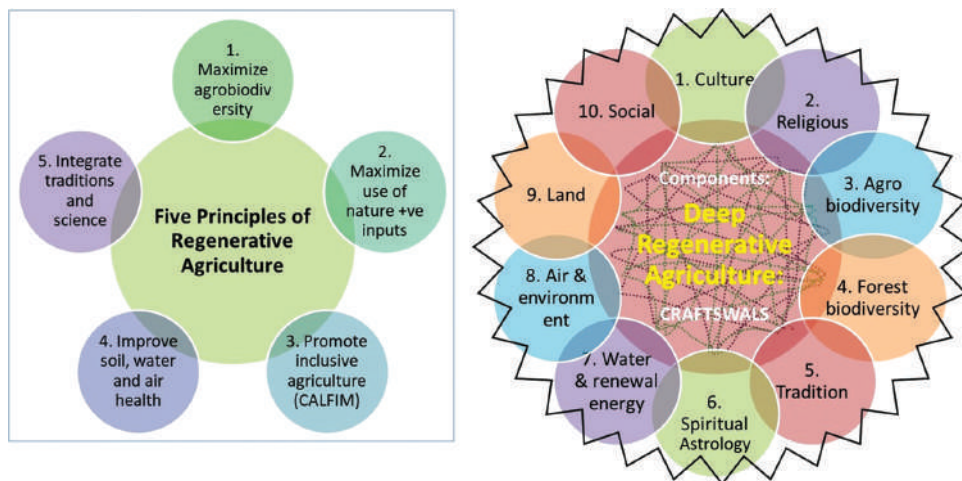 1.
Maximize
agrobiodiv
ersity
2.
Maximize
use of
nature +ve
inputs
3. Promote
inclusive
agriculture
(CALFIM)
4. Improve
soil, water
and air
health
5. Integrate
traditions
and
science
Five Principles of
Regenerative
Agriculture
1. Culture
2.
Religious
3. Agro
biodiversity
4. Forest
biodiversity
5.
Tradition
6.
Spiritual
Astrology
7. Water
& renewal
energy
8. Air &
environm
ent
9. Land
10. Social
Components:
Deep
Regenerative
Agriculture:
CRAFTSWALS